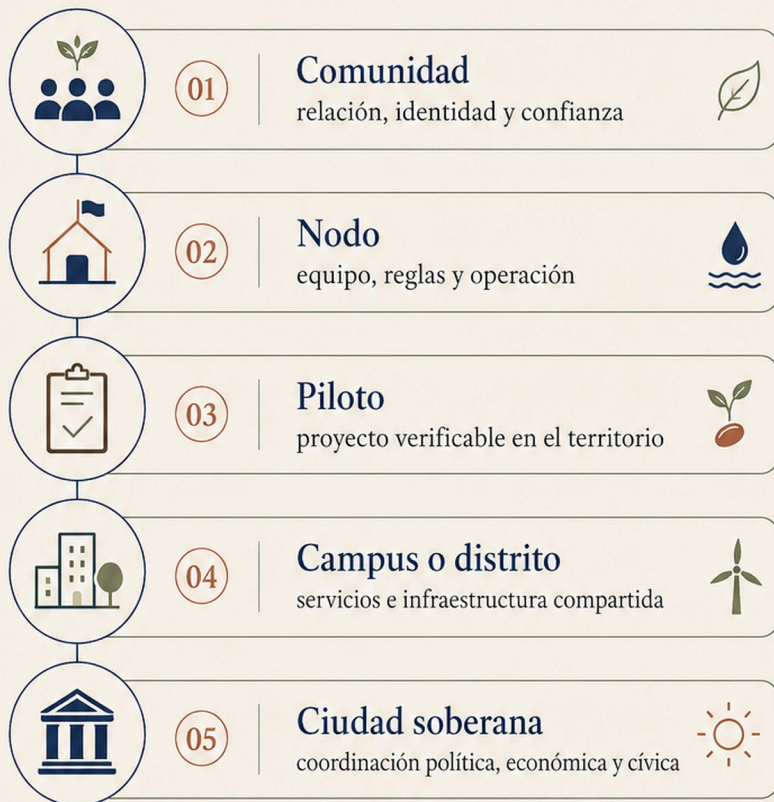 01
Comunidad
relación, identidad y confianza
02
Nodo
equipo, reglas y operación
03
Piloto
proyecto verificable en el territorio
04
Campus o distrito
servicios e infraestructura compartida
05
Ciudad soberana
coordinación política, económica y cívica